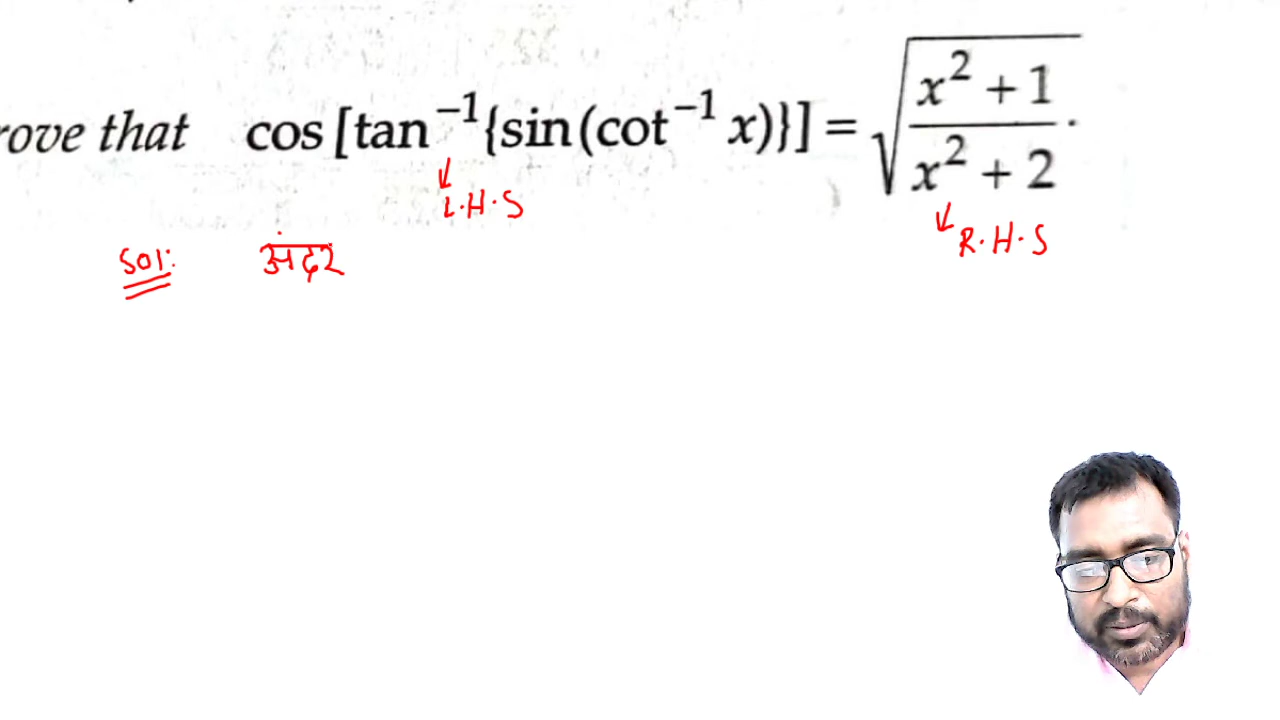 rove that cos [tan⁻¹{sin(cot⁻¹ x)}] = √((x² + 1)/(x² + 2)).
L.H.S
R.H.S
Sol: अंदर